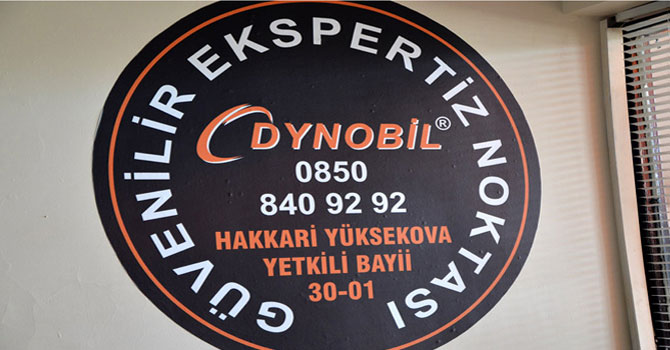 GÜVENİLİR EKSPERTİZ NOKTASI
DYNOBİL®
0850
840 92 92
HAKKARİ YÜKSEKOVA
YETKİLİ BAYİİ
30-01